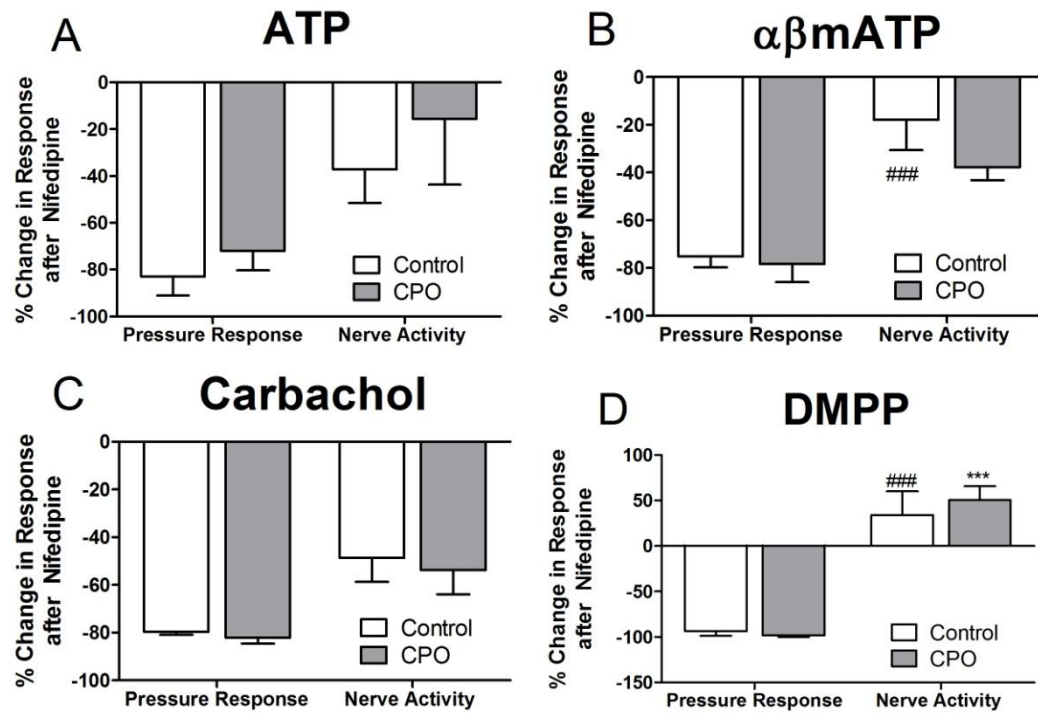 A
ATP
% Change in Response
after Nifedipine
0
-20
-40
-60
-80
-100
Control
CPO
Pressure Response
Nerve Activity
B
αβmATP
% Change in Response
after Nifedipine
0
-20
-40
-60
-80
-100
###
Control
CPO
Pressure Response
Nerve Activity
C
Carbachol
% Change in Response
after Nifedipine
0
-20
-40
-60
-80
-100
Control
CPO
Pressure Response
Nerve Activity
D
DMPP
% Change in Response
after Nifedipine
100
50
0
-50
-100
-150
###
***
Control
CPO
Pressure Response
Nerve Activity